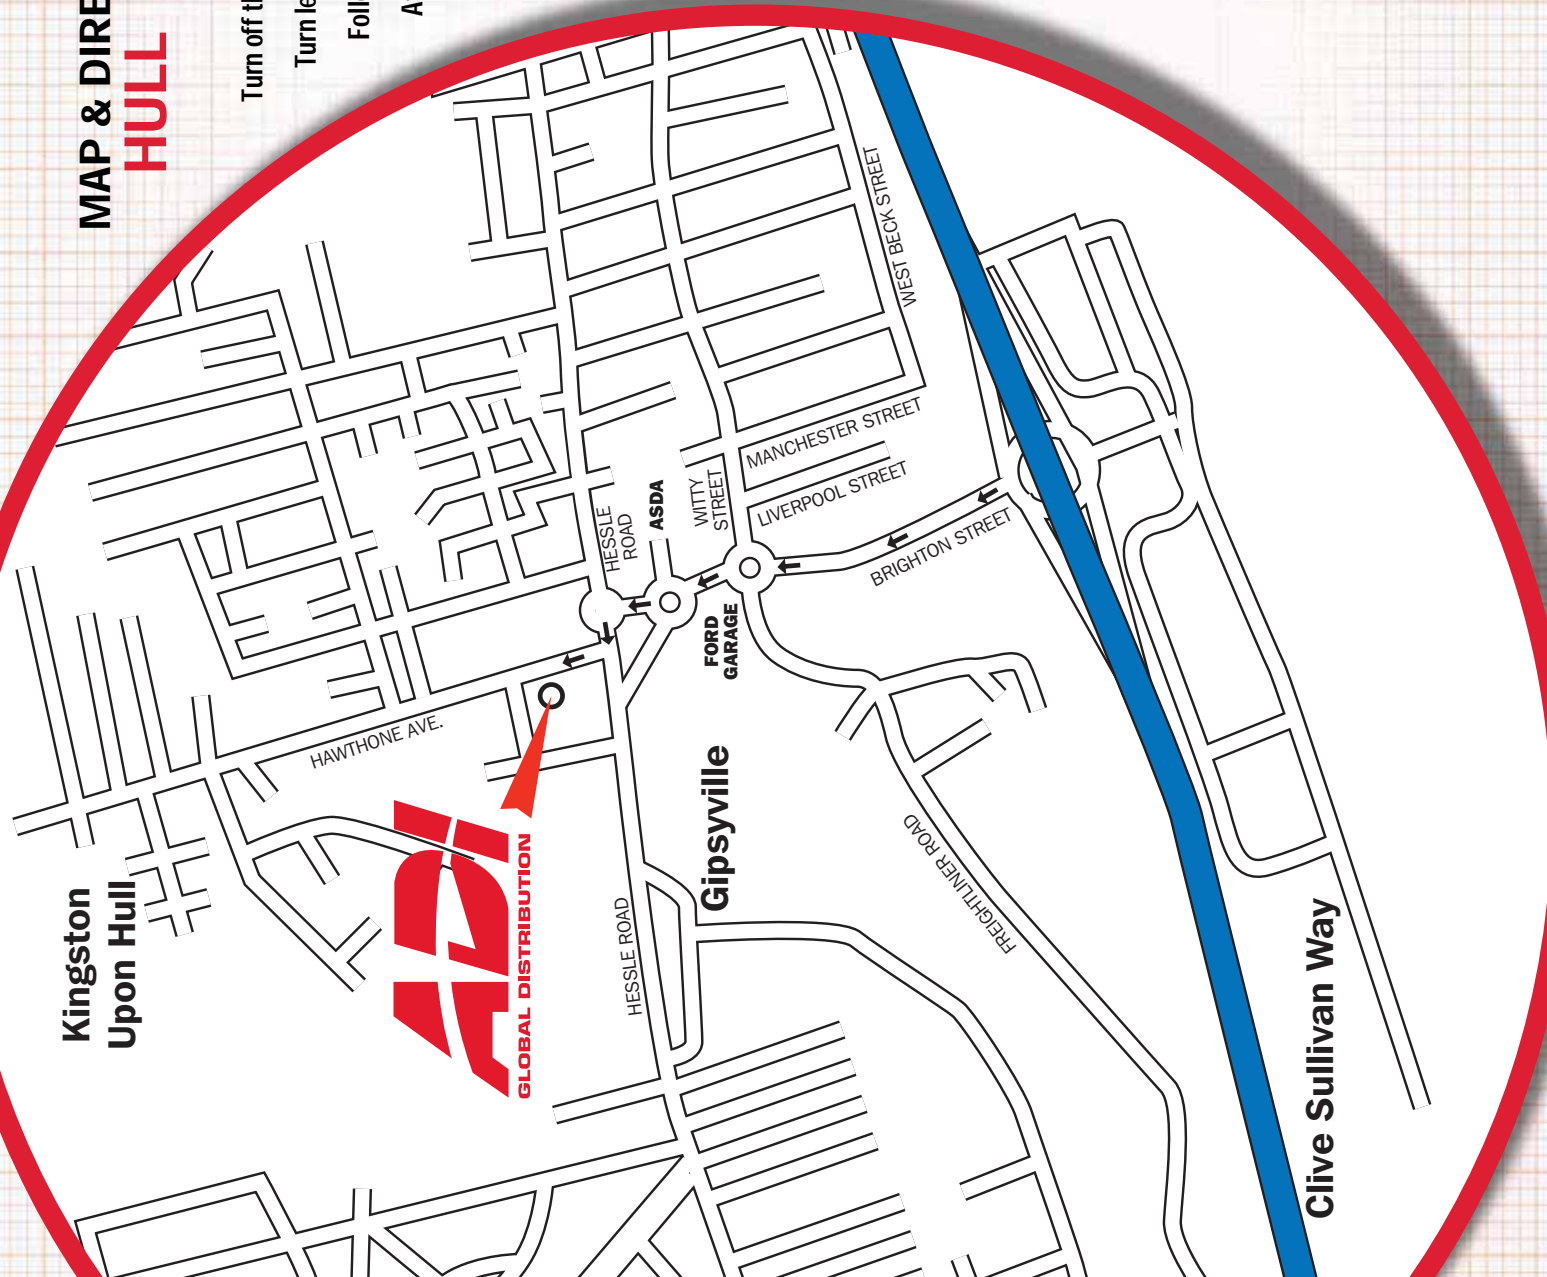 MAP & DIRE
HULL
Turn off t
Turn le
Foll
A
Kingston
Upon Hull
HAWTHONE AVE.
ADI
GLOBAL DISTRIBUTION
HESSLE
ROAD
ASDA
WITTY
STREET
FORD
GARAGE
MANCHESTER STREET
LIVERPOOL STREET
WEST BECK STREET
BRIGHTON STREET
Gipsyville
HESSLE ROAD
FREIGHTLINER ROAD
Clive Sullivan Way